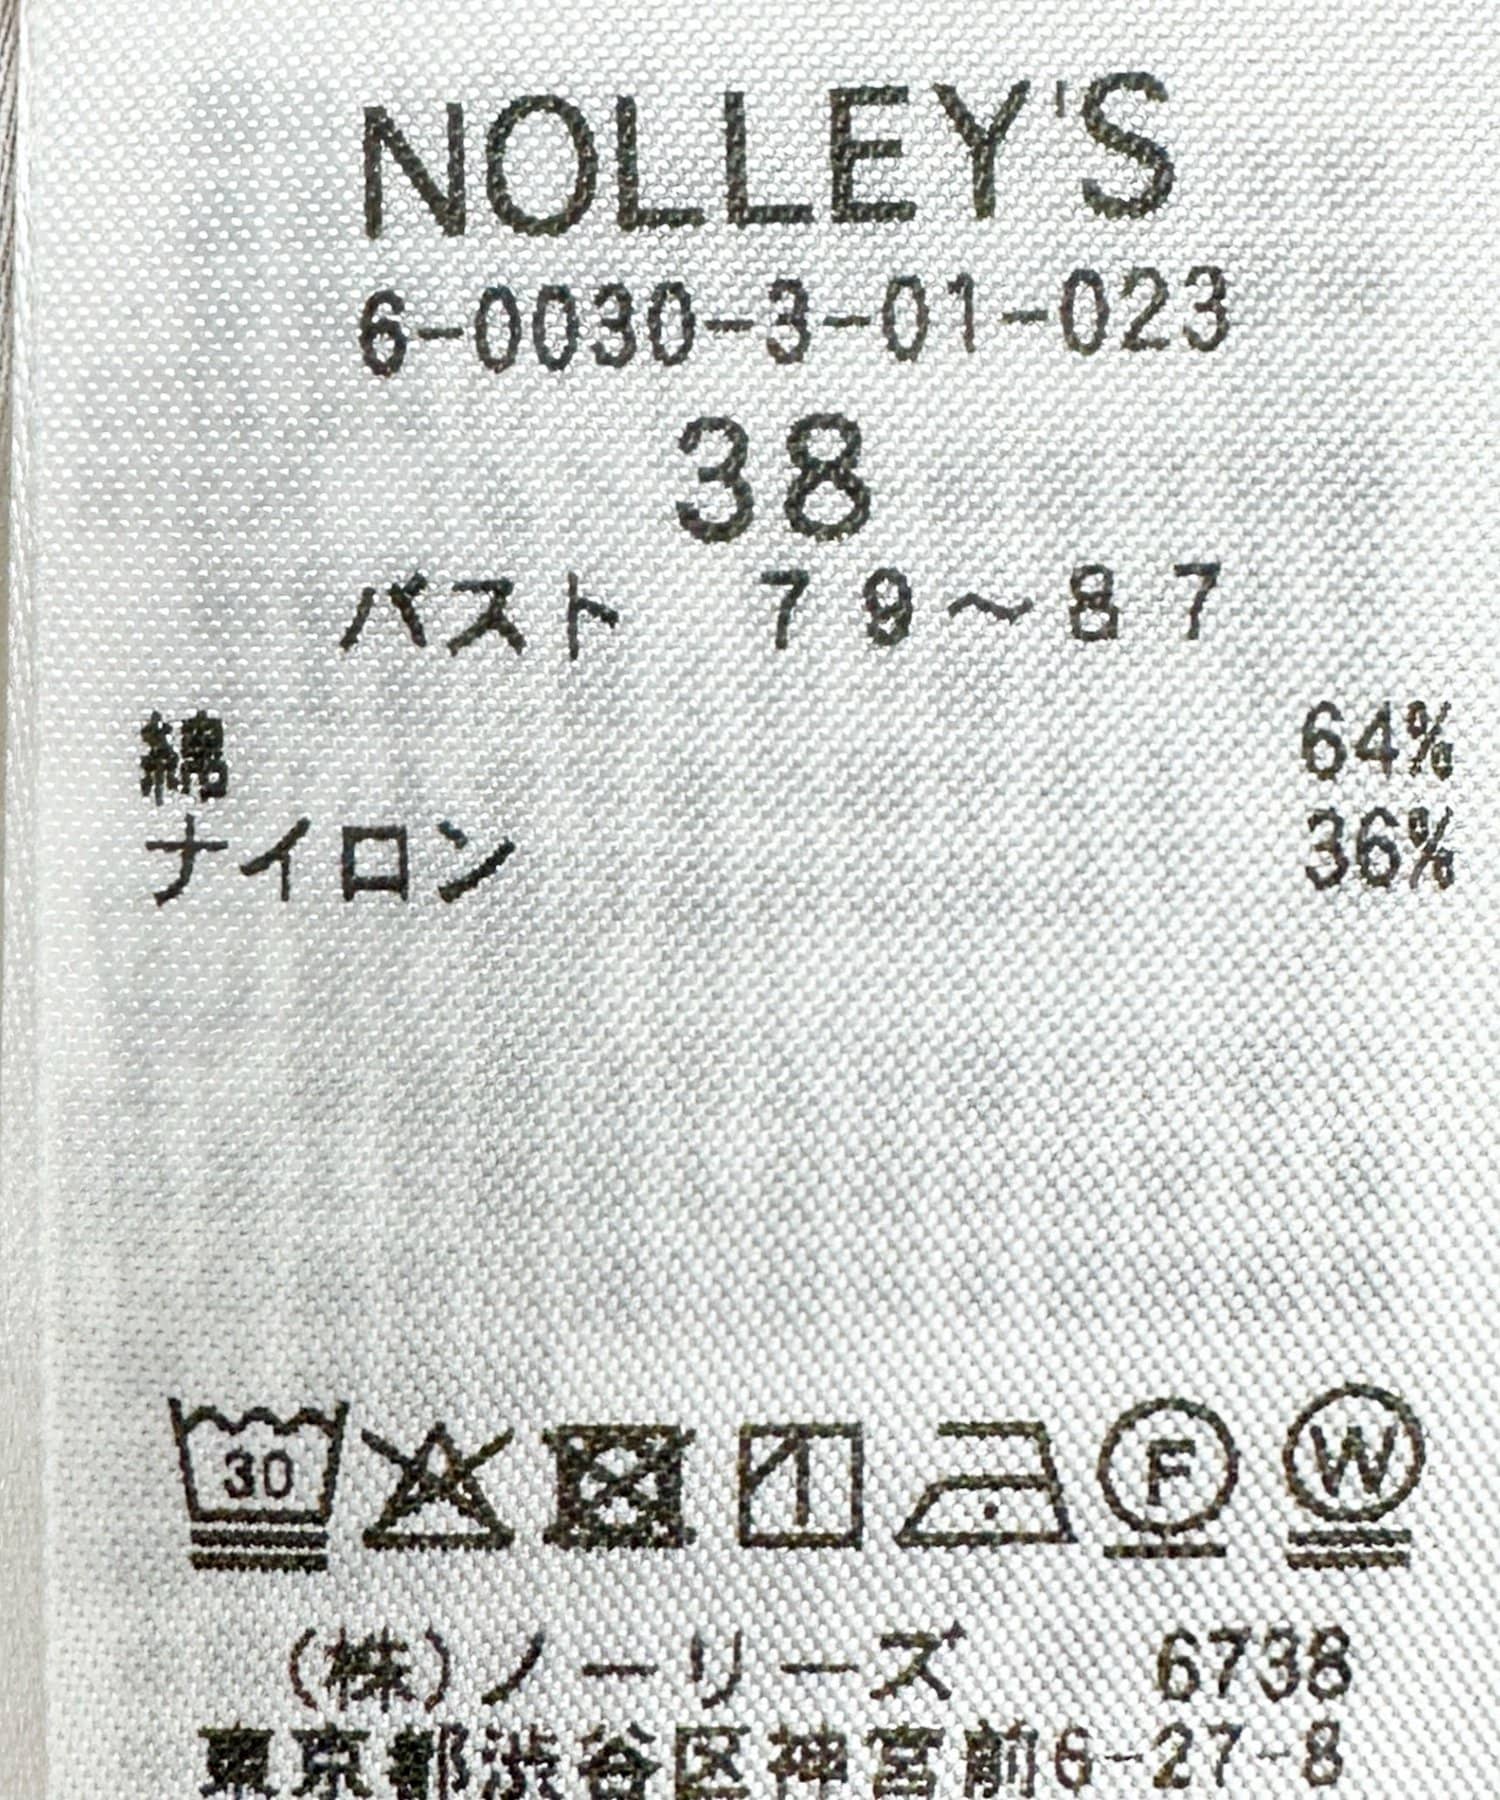 NOLLEY'S
6-0030-3-01-023
38
バスト　79～87
綿 64%
ナイロン 36%
30 F W
(株)ノーリーズ 6738
東京都渋谷区神宮前6-27-8